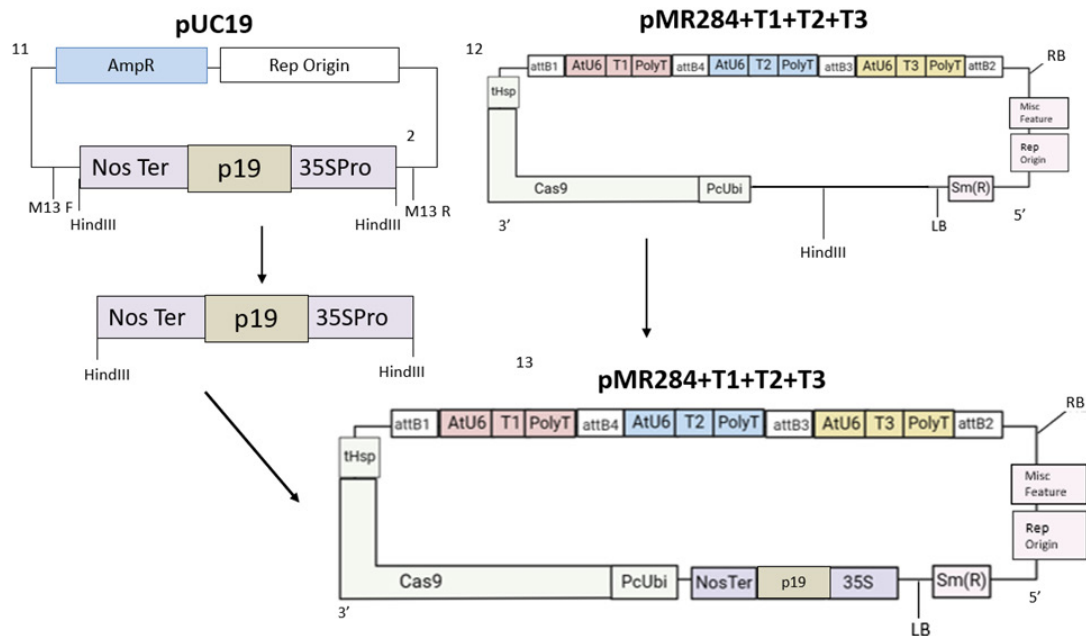 pUC19
11
AmpR
Rep Origin
2
Nos Ter
p19
35SPro
M13 F
HindIII
HindIII
M13 R
Nos Ter
p19
35SPro
HindIII
HindIII
pMR284+T1+T2+T3
12
attB1
AtU6
T1
PolyT
attB4
AtU6
T2
PolyT
attB3
AtU6
T3
PolyT
attB2
RB
tHsp
Misc
Feature
Rep
Origin
Cas9
PcUbi
Sm(R)
3'
5'
LB
HindIII
13
pMR284+T1+T2+T3
RB
attB1
AtU6
T1
PolyT
attB4
AtU6
T2
PolyT
attB3
AtU6
T3
PolyT
attB2
tHsp
Misc
Feature
Rep
Origin
Cas9
PcUbi
NosTer
p19
35S
Sm(R)
3'
5'
LB